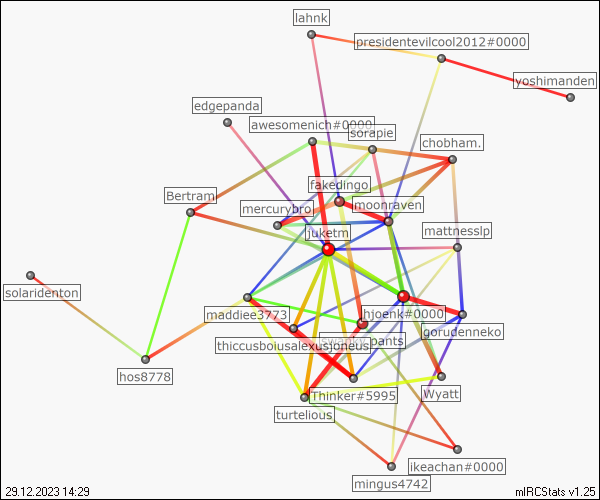 lahnk
presidentevilcool2012#0000
yoshimanden
edgepanda
awesomenich#0000
sorapie
chobham.
fakedingo
Bertram
mercurybro
moonraven
juketm
mattnesslp
solaridenton
maddiee3773
hjoenk#0000
gorudenneko
thiccusboiusalexusjoneus
pants
hos8778
Thinker#5995
Wyatt
turtelious
ikeachan#0000
mingus4742
29.12.2023 14:29
mIRCStats v1.25